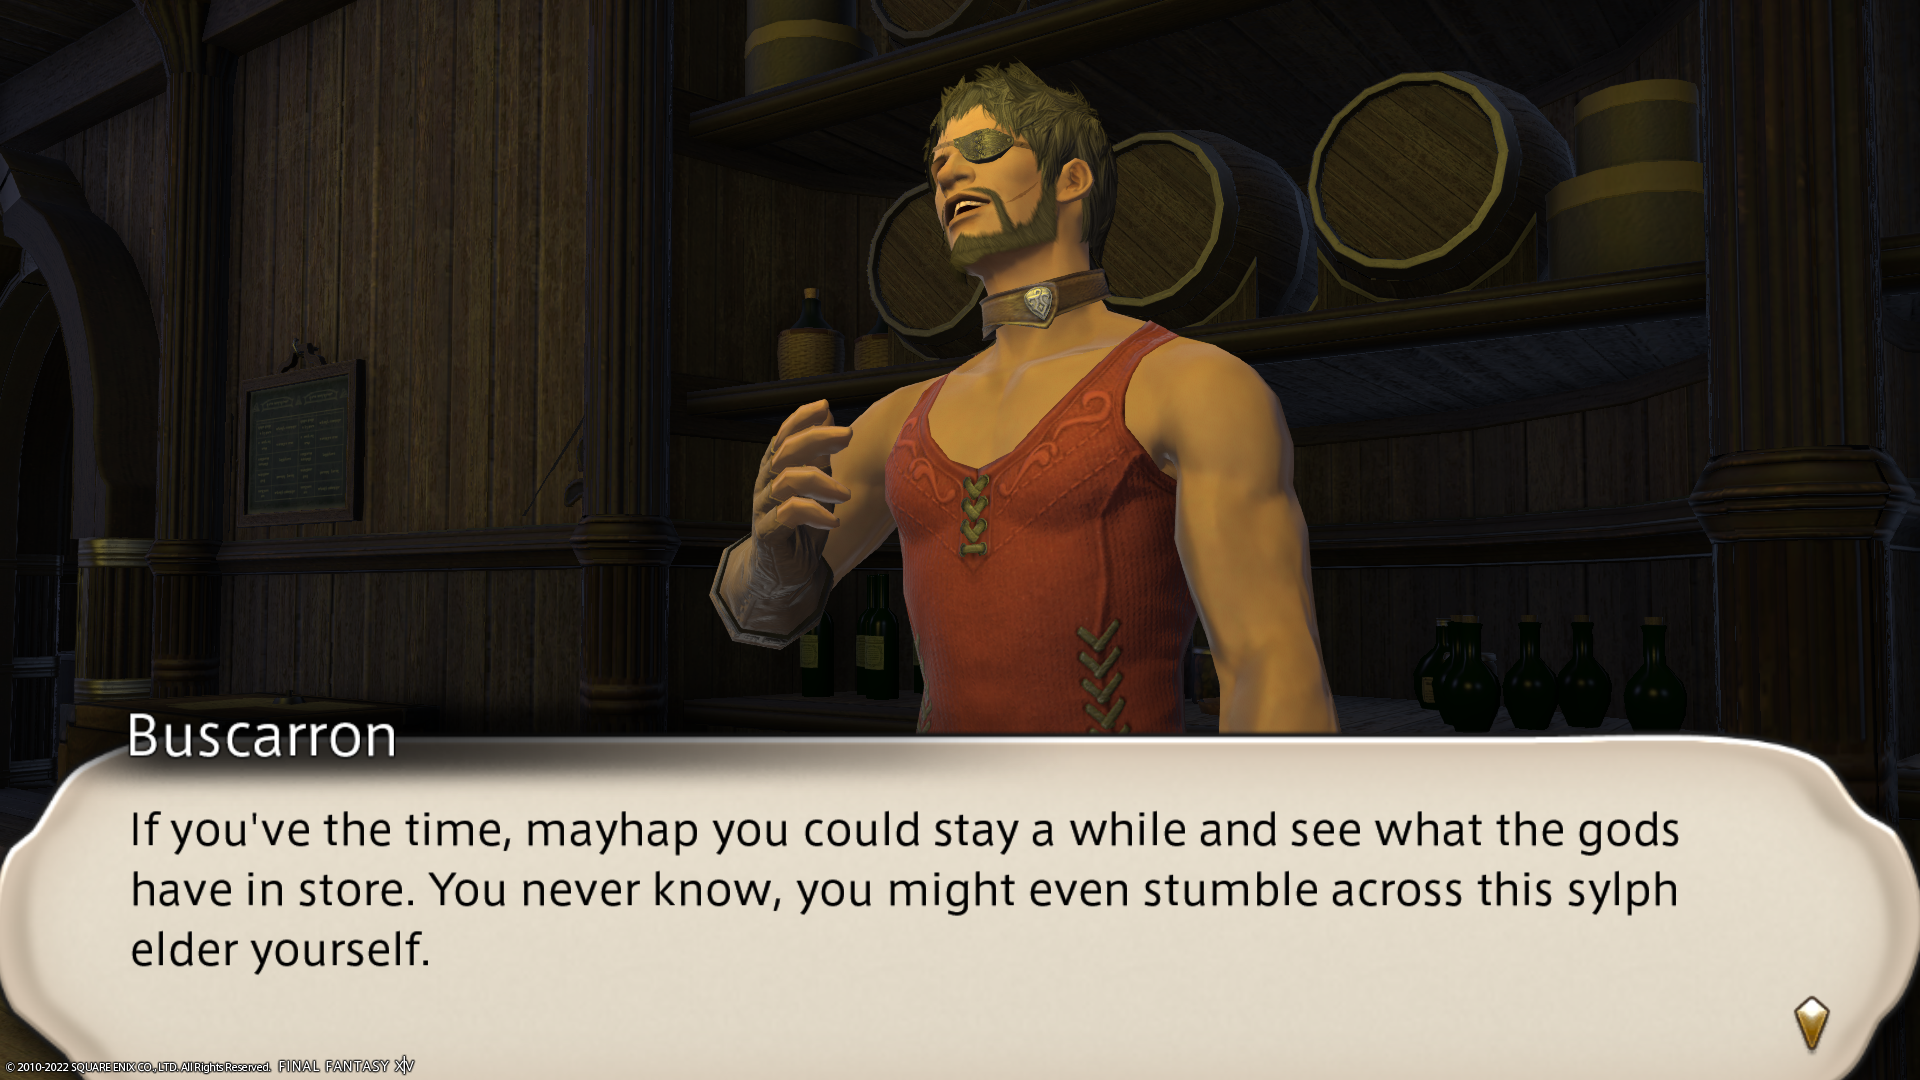 Buscarron
If you've the time, mayhap you could stay a while and see what the gods
have in store. You never know, you might even stumble across this sylph
elder yourself.
© 2010-2022 SQUARE ENIX CO., LTD. All Rights Reserved. FINAL FANTASY XIV